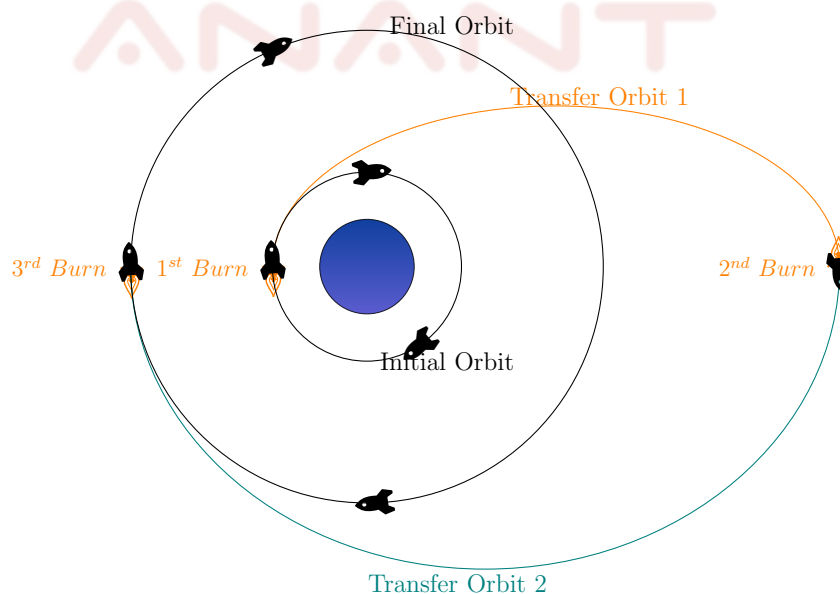 ANANT
Final Orbit
Transfer Orbit 1
3rd Burn
1st Burn
2nd Burn
Initial Orbit
Transfer Orbit 2